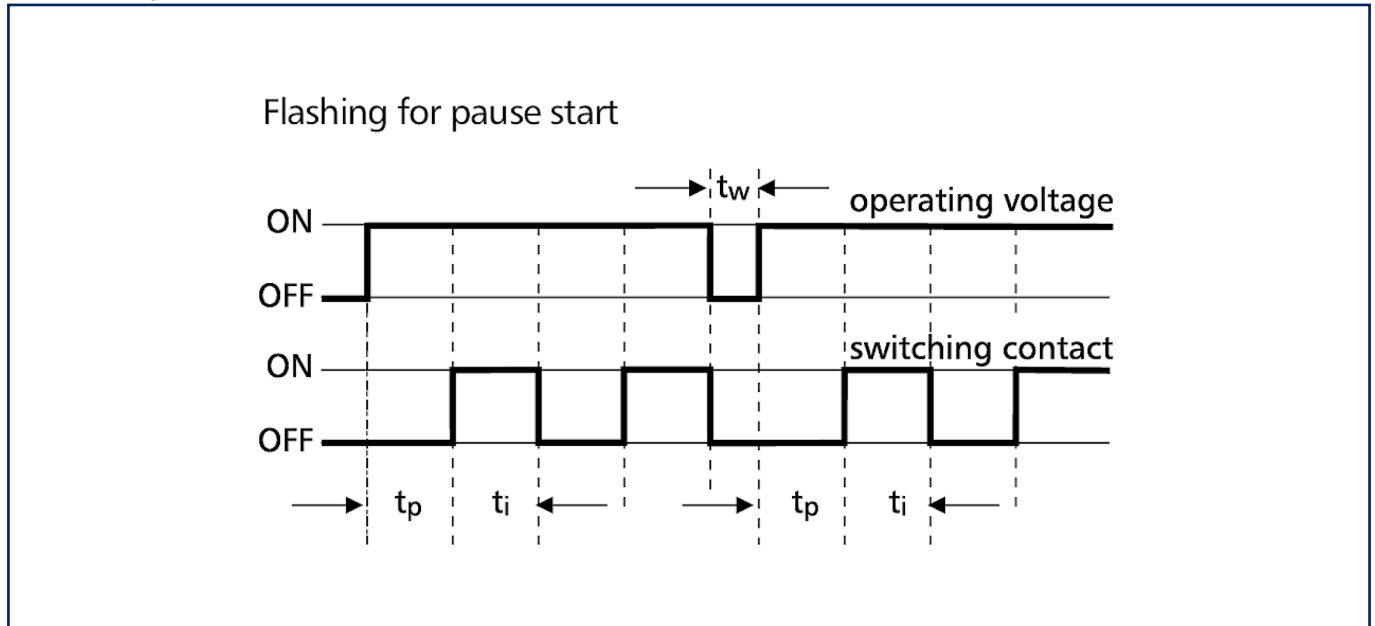 Flashing for pause start
tw
operating voltage
ON
OFF
switching contact
ON
OFF
tp ti tp ti